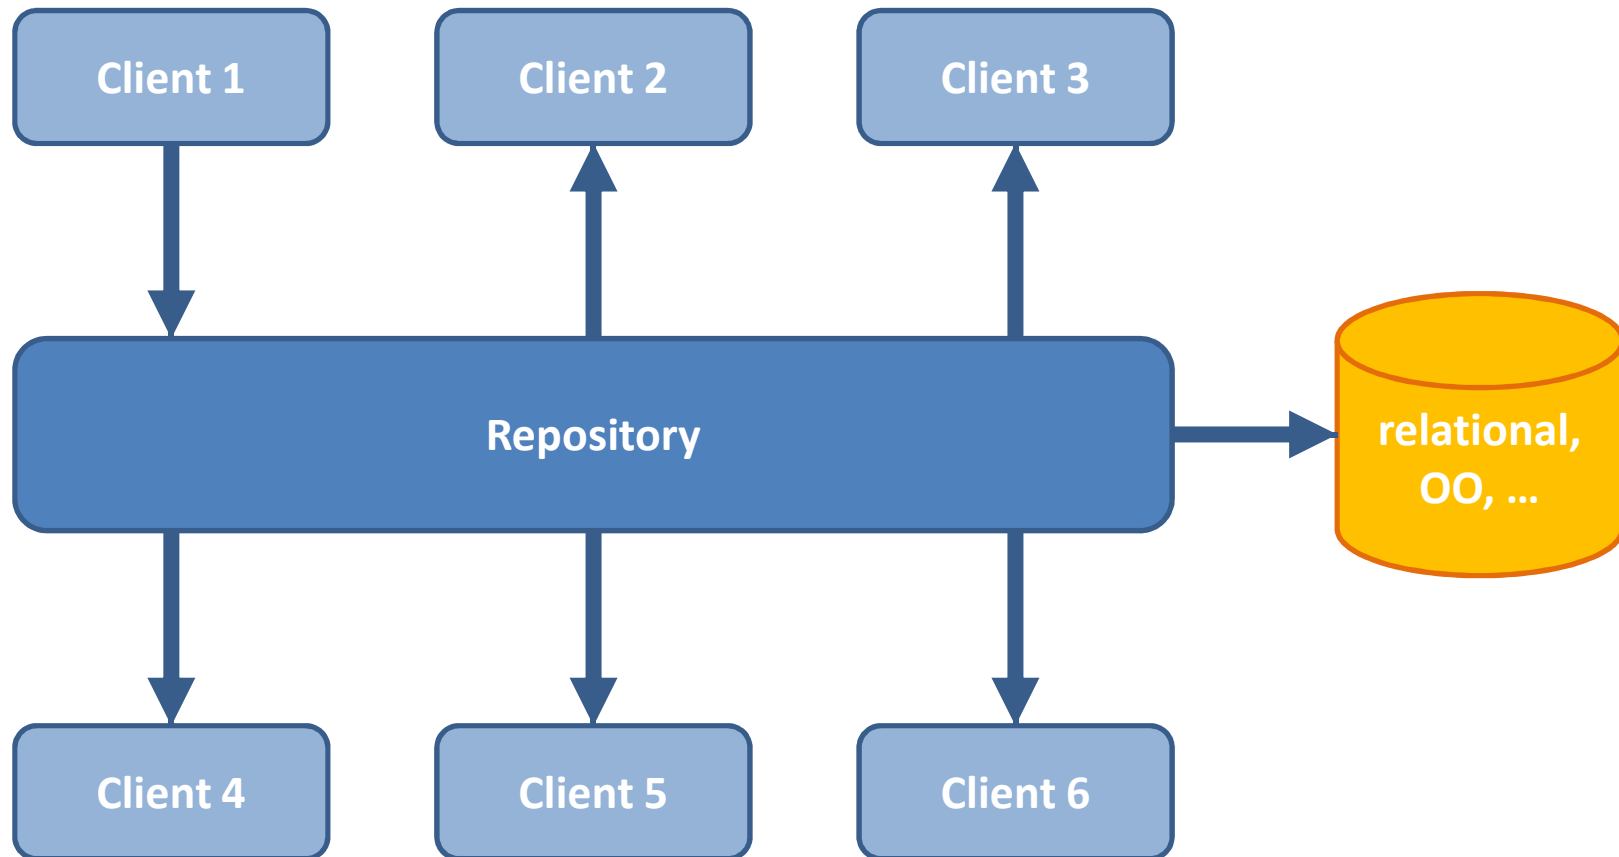 Client 1
Client 2
Client 3
Repository
relational,
OO, ...
Client 4
Client 5
Client 6